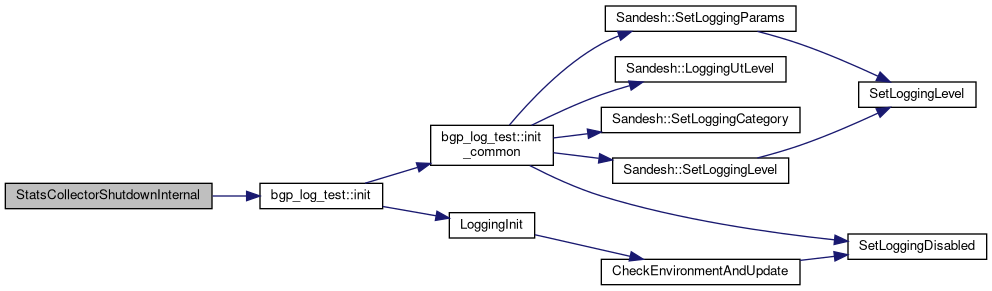 StatsCollectorShutdownInternal
bgp_log_test::init
bgp_log_test::init
_common
LoggingInit
Sandesh::SetLoggingParams
Sandesh::LoggingUtLevel
Sandesh::SetLoggingCategory
Sandesh::SetLoggingLevel
CheckEnvironmentAndUpdate
SetLoggingLevel
SetLoggingDisabled